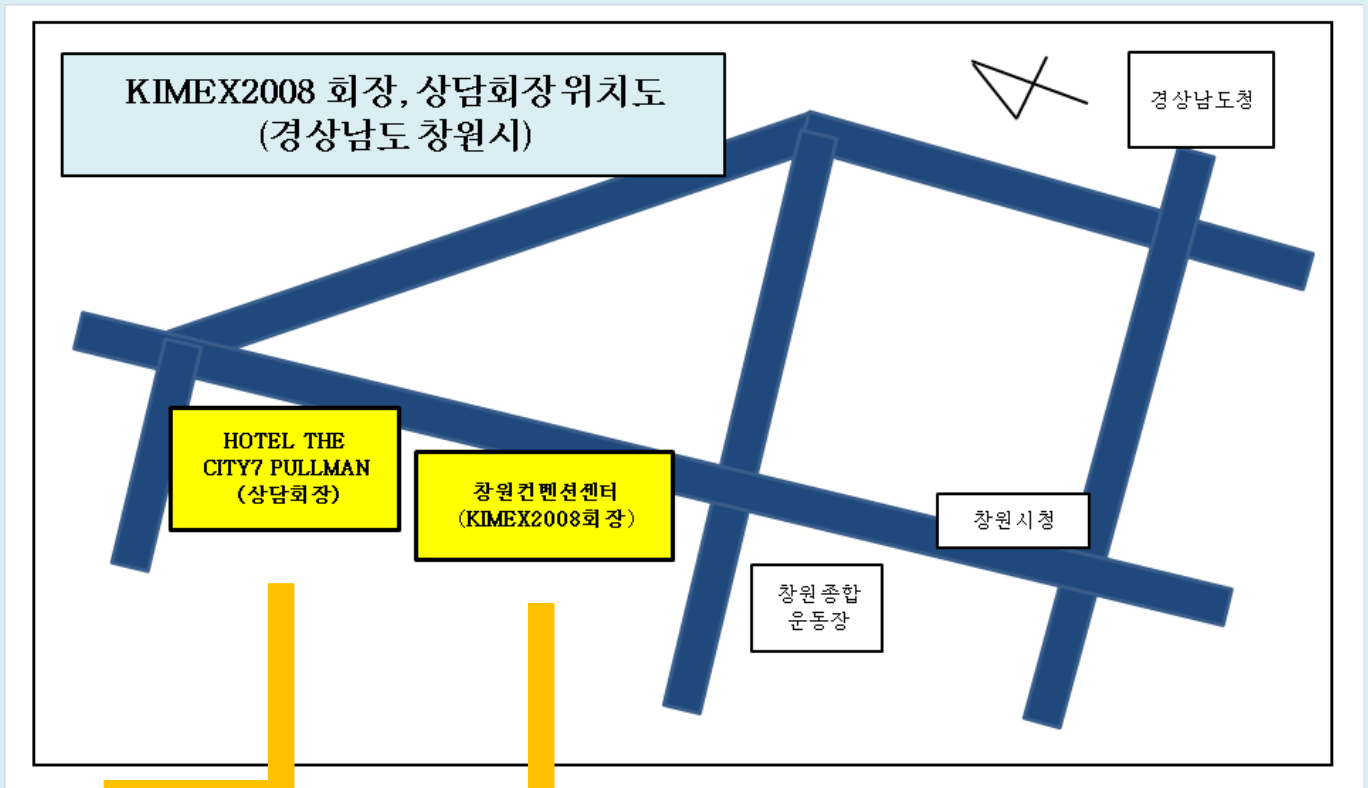 KIMEX2008 회장, 상담회장위치도
(경상남도 창원시)
경상남도청
HOTEL THE
CITY7 PULLMAN
(상담회장)
창원컨벤션센터
(KIMEX2008회장)
창원시청
창원종합
운동장